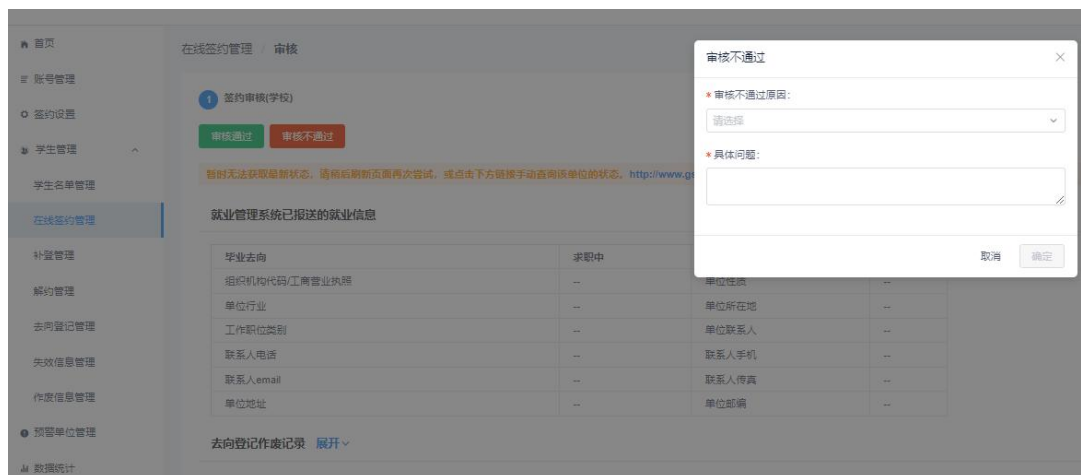 首页
账号管理
签约设置
学生管理
学生名单管理
在线签约管理
补登管理
解约管理
去向登记管理
失效信息管理
作废信息管理
预警单位管理
数据统计
在线签约管理 / 审核
1 签约审核(学校)
审核通过 审核不通过
暂时无法获取最新状态。请稍后刷新页面再次尝试。或点击下方链接手动查询该单位的状态。http://www.gs
就业管理系统已报送的就业信息
毕业去向 求职中
组织机构代码/工商营业执照 -- 单位性质 --
单位行业 -- 单位所在地 --
工作职位类别 -- 单位联系人 --
联系人电话 -- 联系人手机 --
联系人email -- 联系人传真 --
单位地址 -- 单位邮编 --
去向登记作废记录 展开
审核不通过
* 审核不通过原因:
请选择
* 具体问题:
取消 确定